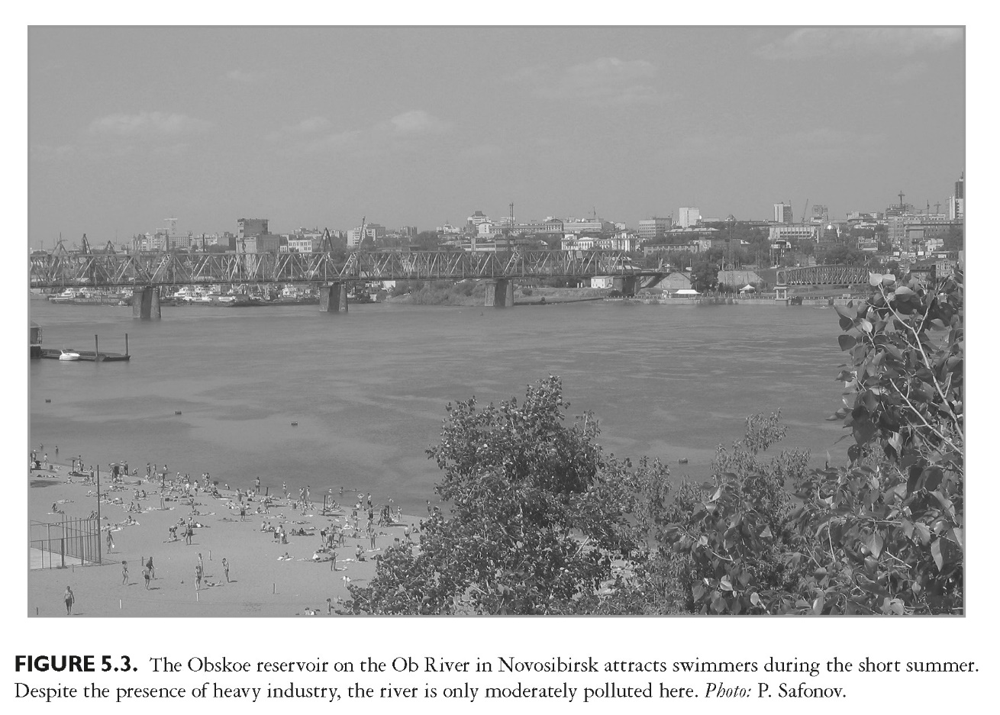 FIGURE 5.3. The Obskoe reservoir on the Ob River in Novosibirsk attracts swimmers during the short summer.
Despite the presence of heavy industry, the river is only moderately polluted here. Photo: P. Safonov.